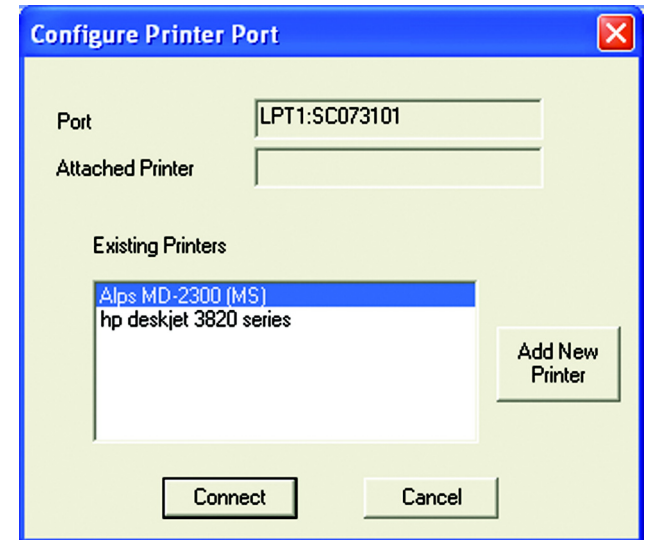 Configure Printer Port
Port LPT1:SC073101
Attached Printer
Existing Printers
Alps MD-2300 (MS)
hp deskjet 3820 series
Add New
Printer
Connect Cancel